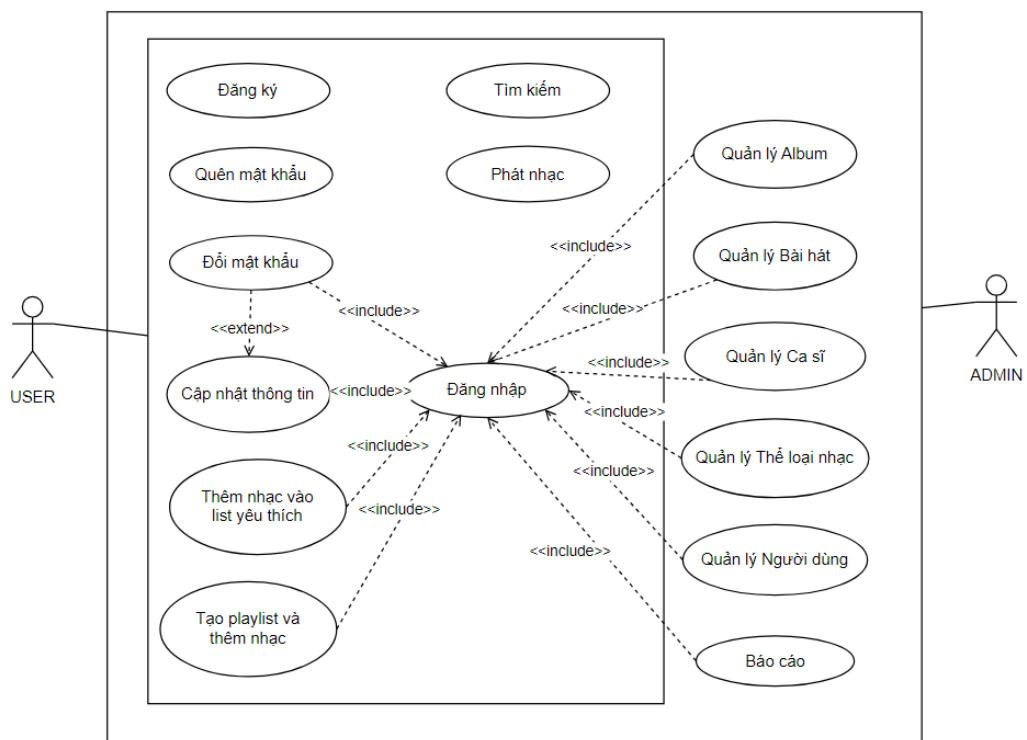 Đăng ký
Tìm kiếm
Quản lý Album
Quên mật khẩu
Phát nhạc
<<include>>
Đổi mật khẩu
Quản lý Bài hát
<<include>>
<<include>>
<<extend>>
USER
Cập nhật thông tin
<<include>>
Đăng nhập
<<include>>
Quản lý Ca sĩ
ADMIN
<<include>>
<<include>>
Quản lý Thể loại nhạc
<<include>>
Thêm nhạc vào
list yêu thích
<<include>>
<<include>>
Quản lý Người dùng
Tạo playlist và
thêm nhạc
Báo cáo